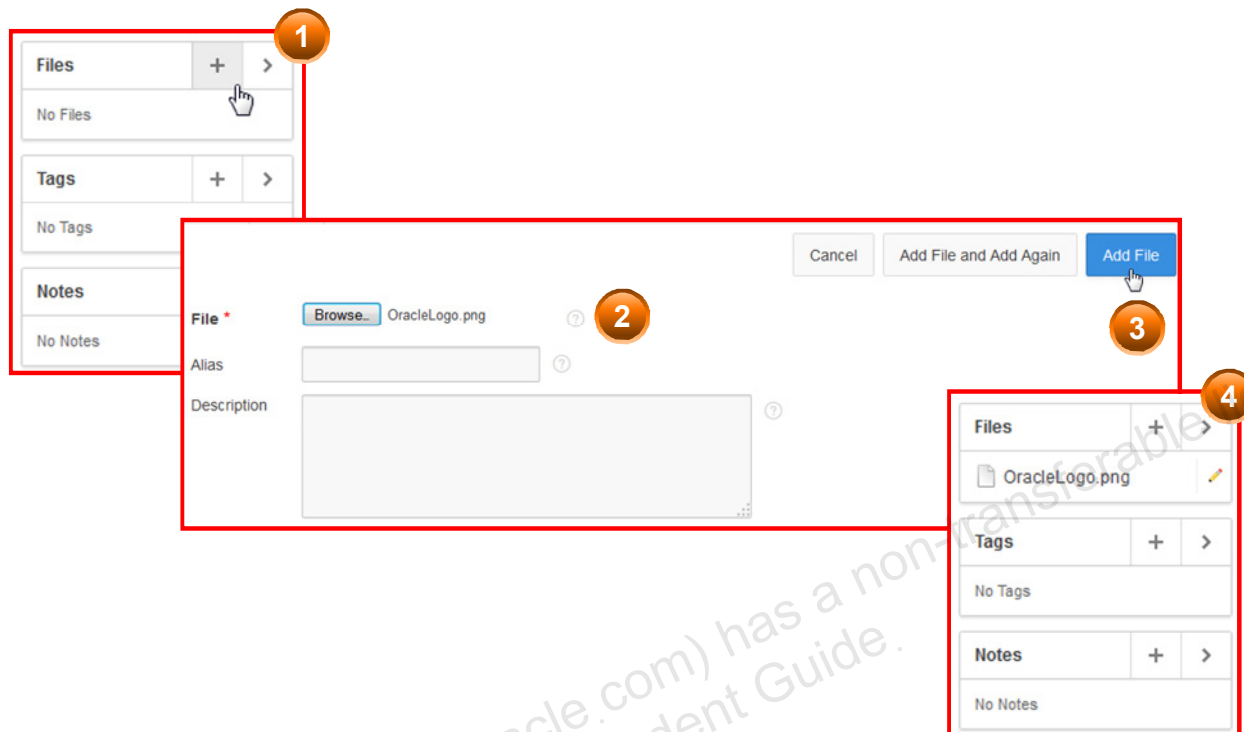 1
Files + >
No Files
Tags + >
No Tags
Notes
No Notes
Cancel Add File and Add Again Add File
File * Browse_ OracleLogo.png ? 2
3
Alias ?
Description ?
4
Files + >
OracleLogo.png
Tags + >
No Tags
Notes + >
No Notes
non-transferable
com) has a
Guide.